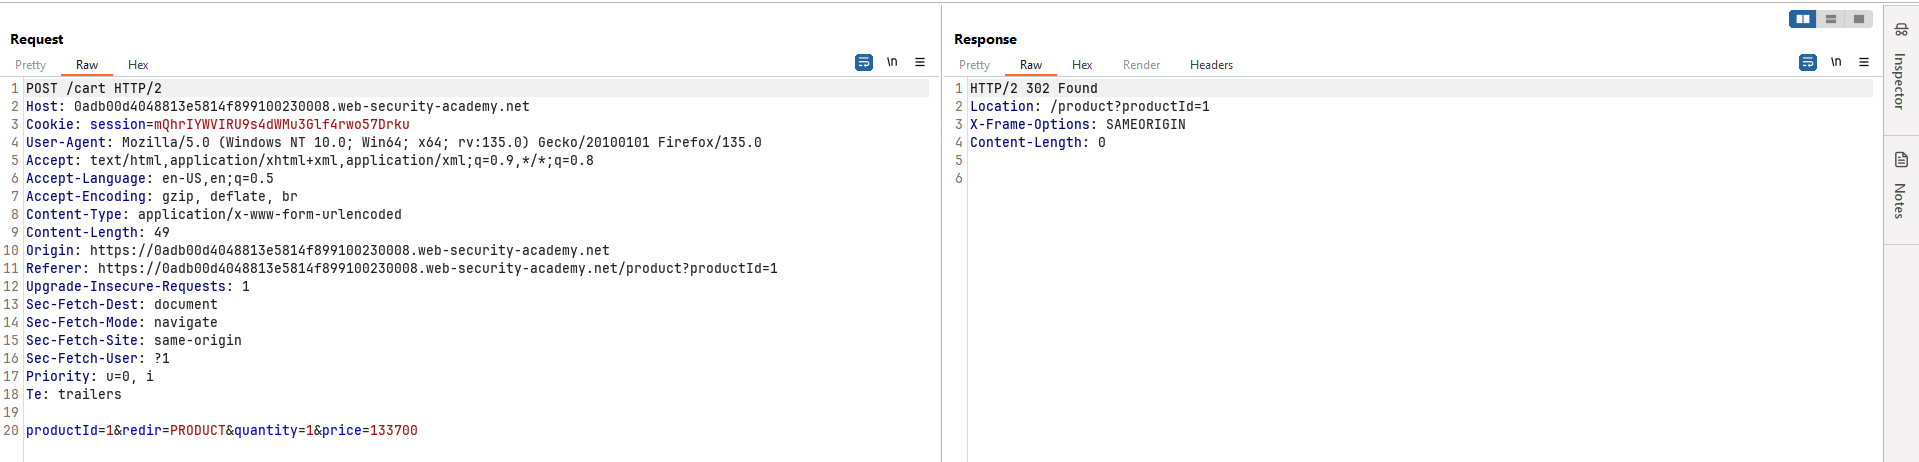 Request
Pretty Raw Hex \n
1 POST /cart HTTP/2
2 Host: 0adb00d4048813e5814f899100230008.web-security-academy.net
3 Cookie: session=mQhrIYWVIRU9s4dWMu3Glf4rwo57Drku
4 User-Agent: Mozilla/5.0 (Windows NT 10.0; Win64; x64; rv:135.0) Gecko/20100101 Firefox/135.0
5 Accept: text/html,application/xhtml+xml,application/xml;q=0.9,*/*;q=0.8
6 Accept-Language: en-US,en;q=0.5
7 Accept-Encoding: gzip, deflate, br
8 Content-Type: application/x-www-form-urlencoded
9 Content-Length: 49
10 Origin: https://0adb00d4048813e5814f899100230008.web-security-academy.net
11 Referer: https://0adb00d4048813e5814f899100230008.web-security-academy.net/product?productId=1
12 Upgrade-Insecure-Requests: 1
13 Sec-Fetch-Dest: document
14 Sec-Fetch-Mode: navigate
15 Sec-Fetch-Site: same-origin
16 Sec-Fetch-User: ?1
17 Priority: u=0, i
18 Te: trailers
19
20 productId=1&redir=PRODUCT&quantity=1&price=133700
Response
Pretty Raw Hex Render Headers \n
1 HTTP/2 302 Found
2 Location: /product?productId=1
3 X-Frame-Options: SAMEORIGIN
4 Content-Length: 0
5
6
Inspector
Notes